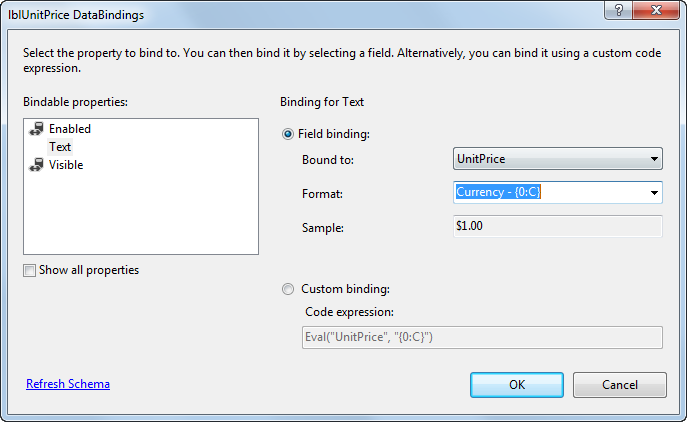 lblUnitPrice DataBindings
Select the property to bind to. You can then bind it by selecting a field. Alternatively, you can bind it using a custom code
expression.
Bindable properties:
Enabled
Text
Visible
Show all properties
Binding for Text
Field binding:
Bound to:
UnitPrice
Format:
Currency - {0:C}
Sample:
$1.00
Custom binding:
Code expression:
Eval("UnitPrice", "{0:C}")
Refresh Schema
OK
Cancel